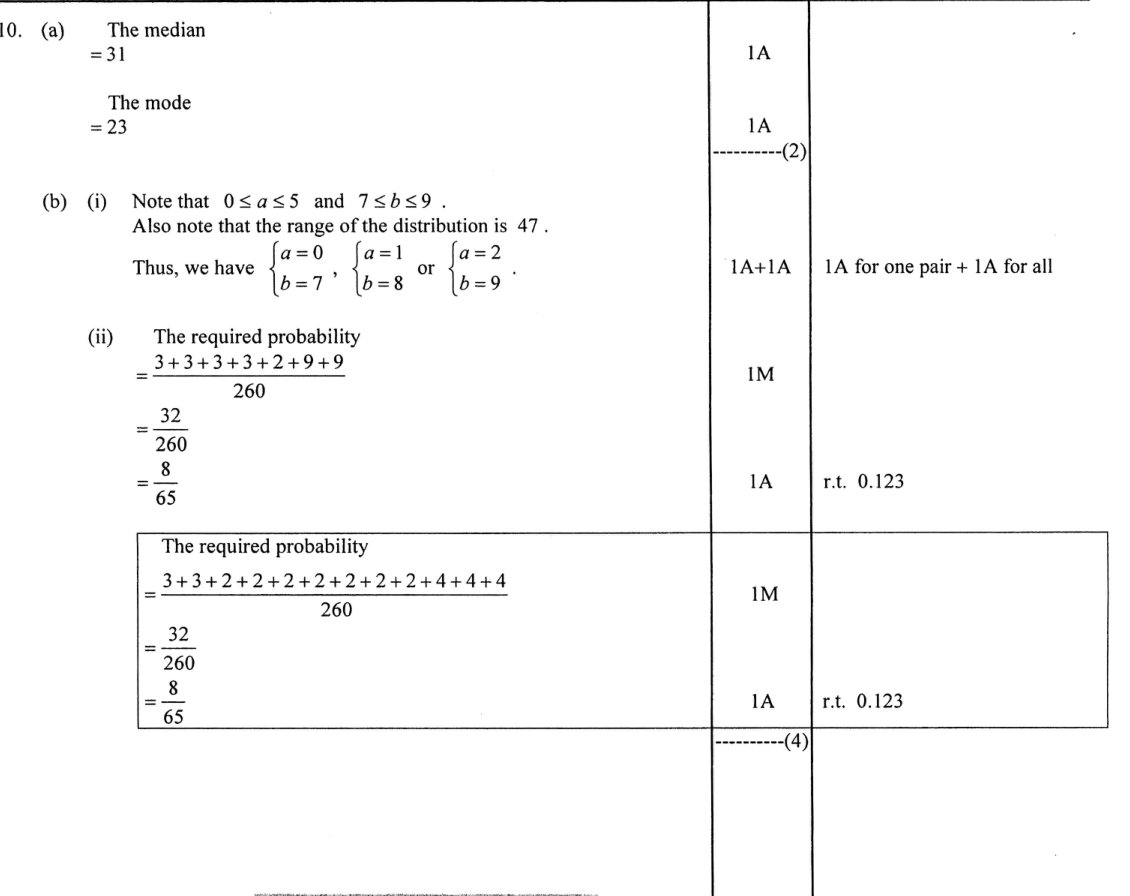 10. (a) The median
= 31 1A
The mode
= 23 1A
----------(2)
(b) (i) Note that 0 ≤ a ≤ 5 and 7 ≤ b ≤ 9 .
Also note that the range of the distribution is 47 .
Thus, we have {a = 0, b = 7 , {a = 1, b = 8 or {a = 2, b = 9 . 1A+1A 1A for one pair + 1A for all
(ii) The required probability
= (3+3+3+3+2+9+9)/260 1M
= 32/260
= 8/65 1A r.t. 0.123
The required probability
= (3+3+2+2+2+2+2+2+2+4+4+4)/260 1M
= 32/260
= 8/65 1A r.t. 0.123
----------(4)